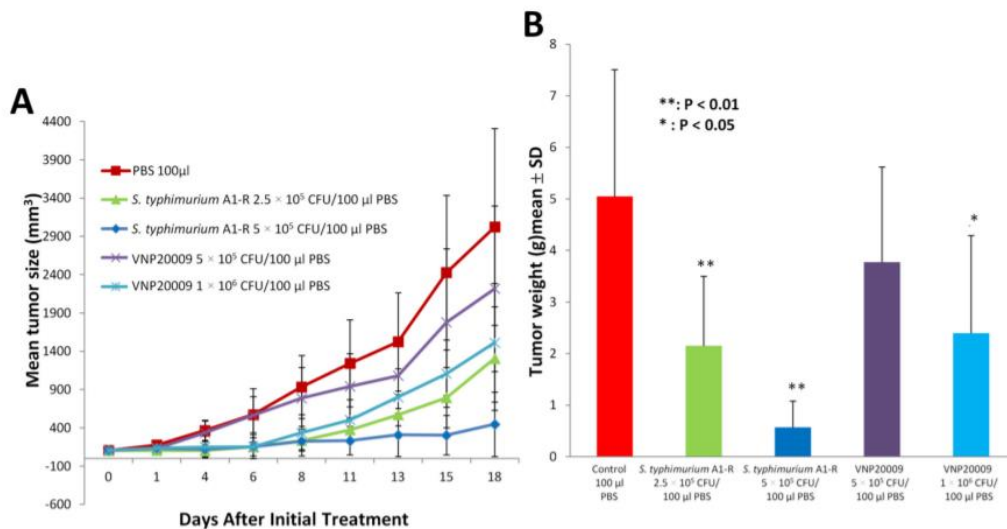 A
Mean tumor size (mm³)
4400
3900
3400
2900
2400
1900
1400
900
400
-100
PBS 100µl
S. typhimurium A1-R 2.5 × 10⁵ CFU/100 µl PBS
S. typhimurium A1-R 5 × 10⁵ CFU/100 µl PBS
VNP20009 5 × 10⁵ CFU/100 µl PBS
VNP20009 1 × 10⁶ CFU/100 µl PBS
0 1 4 6 8 11 13 15 18
Days After Initial Treatment
B
Tumor weight (g)mean ± SD
8
7
6
5
4
3
2
1
0
**: P < 0.01
* : P < 0.05
**
**
*
Control
100 µl
PBS
S. typhimurium A1-R
2.5 × 10⁵ CFU/
100 µl PBS
S. typhimurium A1-R
5 × 10⁵ CFU/
100 µl PBS
VNP20009
5 × 10⁵ CFU/
100 µl PBS
VNP20009
1 × 10⁶ CFU/
100 µl PBS